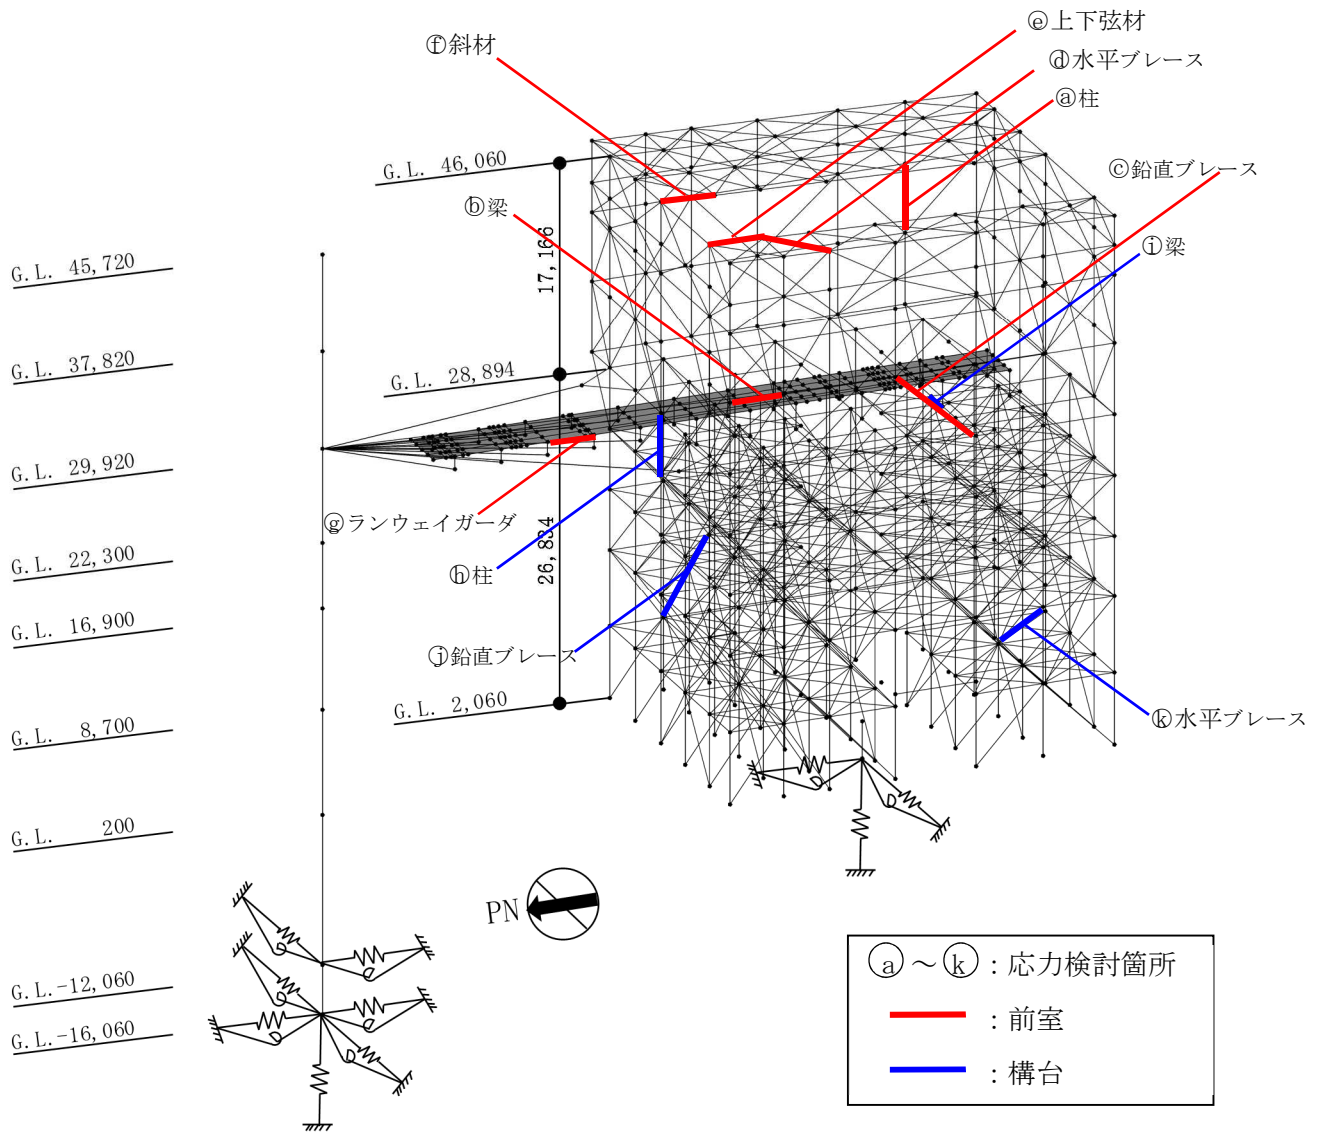 ⓔ上下弦材
ⓕ斜材
ⓓ水平ブレース
ⓐ柱
G.L. 46,060
ⓒ鉛直ブレース
ⓑ梁
17,166
ⓘ梁
G.L. 45,720
G.L. 37,820
G.L. 28,894
G.L. 29,920
ⓖランウェイガーダ
26,834
G.L. 22,300
ⓗ柱
G.L. 16,900
ⓙ鉛直ブレース
G.L. 2,060
ⓚ水平ブレース
G.L. 8,700
G.L. 200
PN
G.L.-12,060
G.L.-16,060
ⓐ～ⓚ：応力検討箇所
：前室
：構台